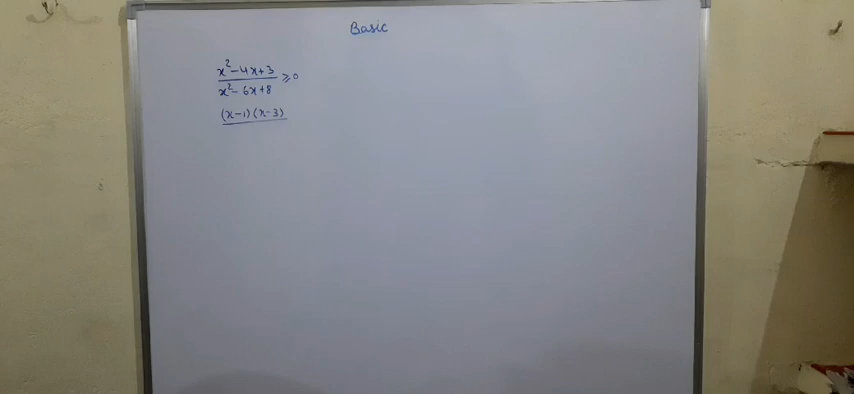 Basic
x²-4x+3
x²-6x+8 ≥0
(x-1)(x-3)